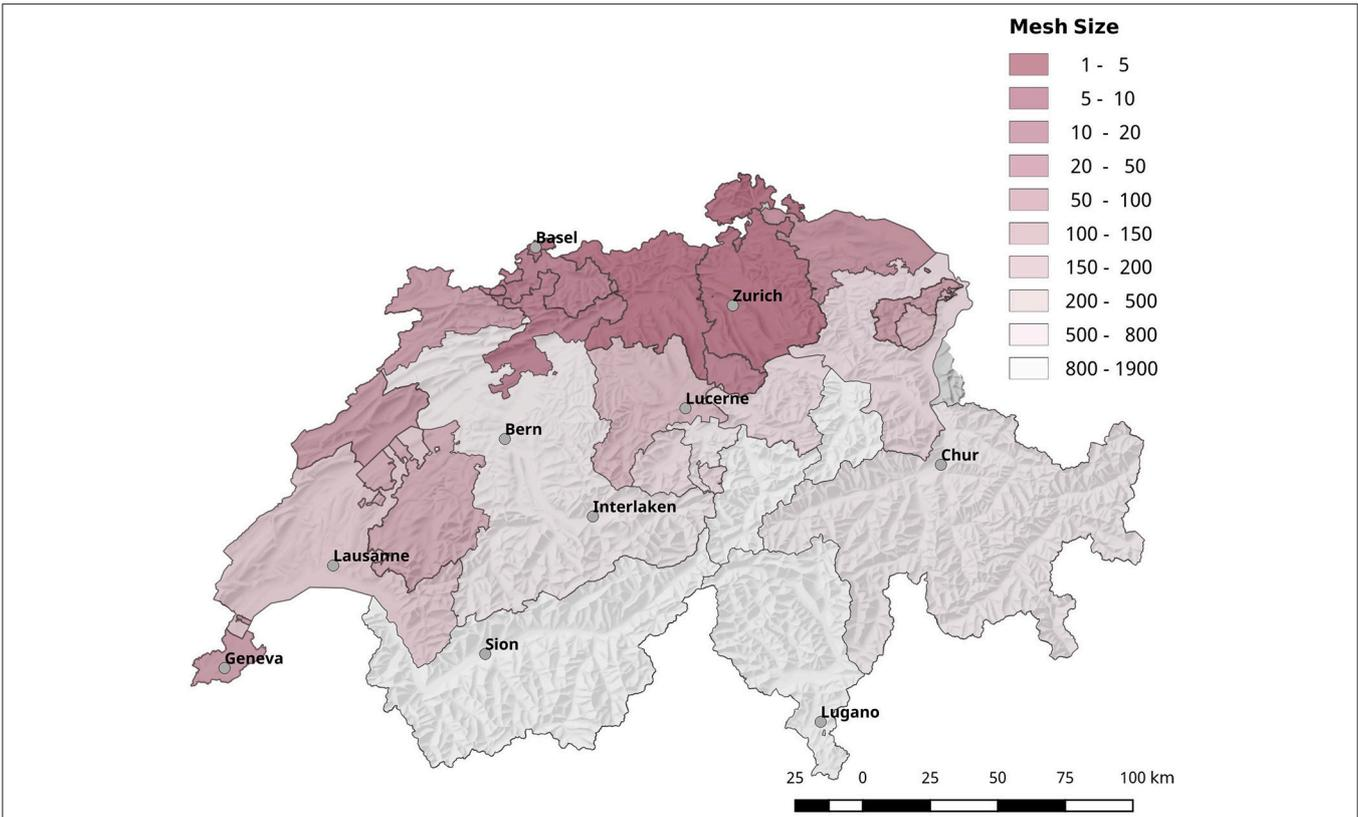 Mesh Size
1 - 5
5 - 10
10 - 20
20 - 50
50 - 100
100 - 150
150 - 200
200 - 500
500 - 800
800 - 1900
Basel
Zurich
Lucerne
Bern
Chur
Interlaken
Lausanne
Sion
Geneva
Lugano
25 0 25 50 75 100 km